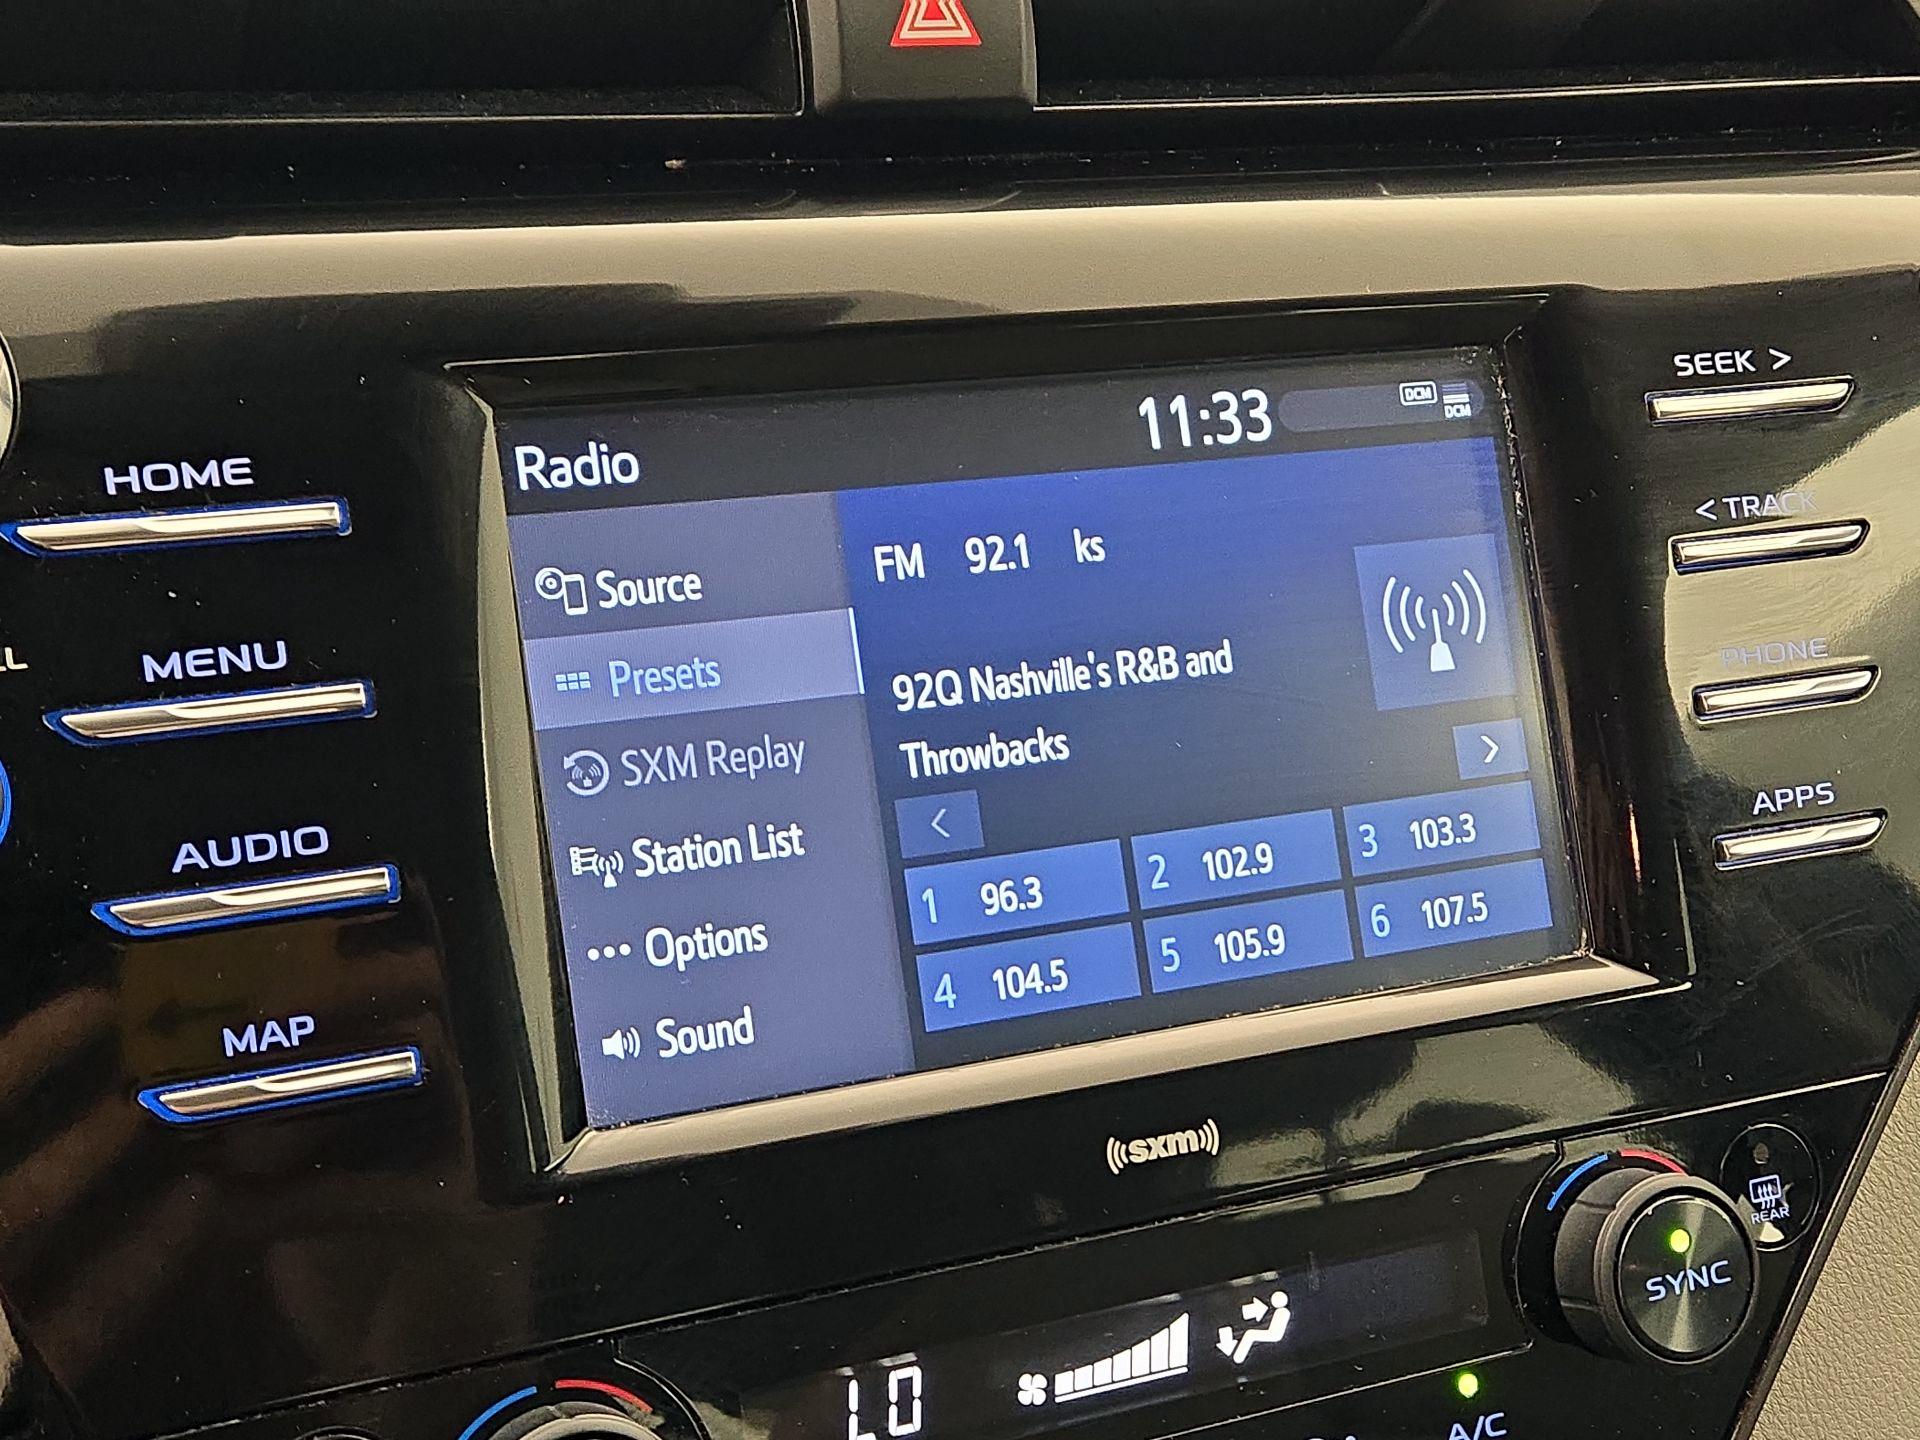 11:33
DCM
DCM
Radio
SEEK >
HOME
< TRACK
Source
FM 92.1 ks
MENU
Presets
92Q Nashville's R&B and
Throwbacks
PHONE
SXM Replay
>
<
AUDIO
Station List
1 96.3
2 102.9
3 103.3
APPS
Options
4 104.5
5 105.9
6 107.5
MAP
Sound
((sxm))
REAR
SYNC
LO
A/C